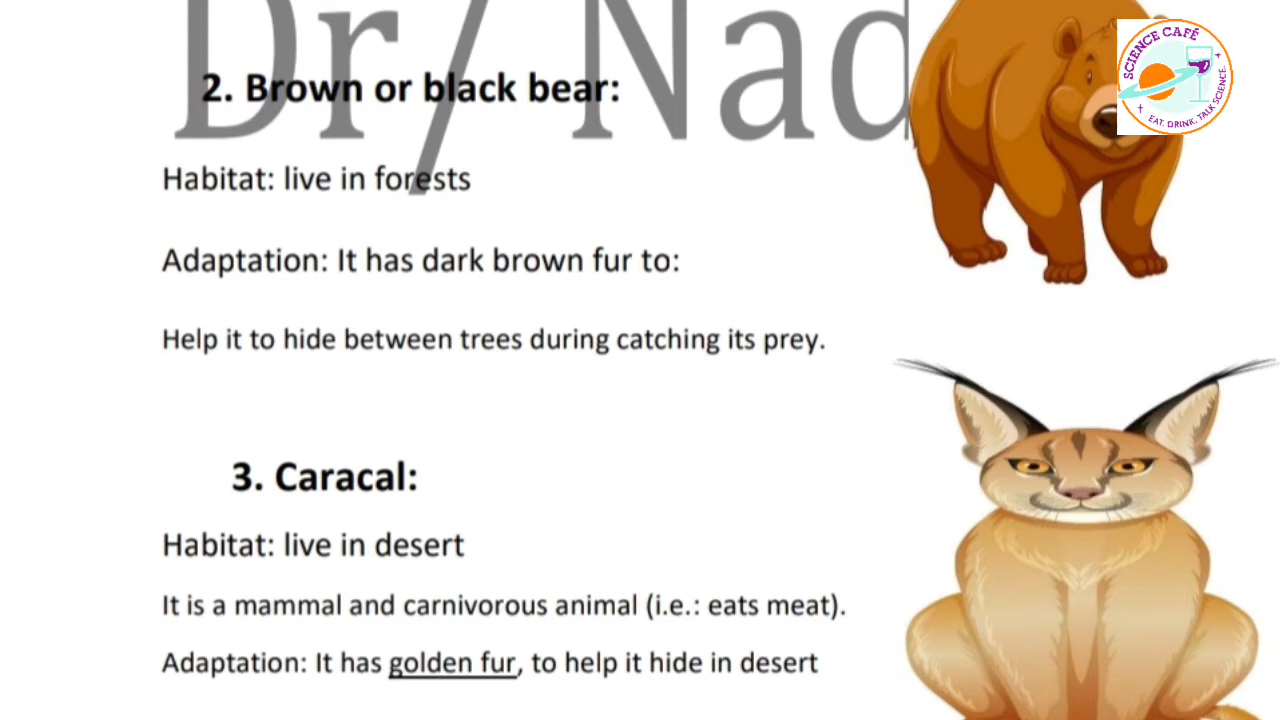 Dr/ Nad
2. Brown or black bear:
Habitat: live in forests
Adaptation: It has dark brown fur to:
Help it to hide between trees during catching its prey.
3. Caracal:
Habitat: live in desert
It is a mammal and carnivorous animal (i.e.: eats meat).
Adaptation: It has golden fur, to help it hide in desert
SCIENCE CAFÉ
EAT. DRINK. TALK SCIENCE.